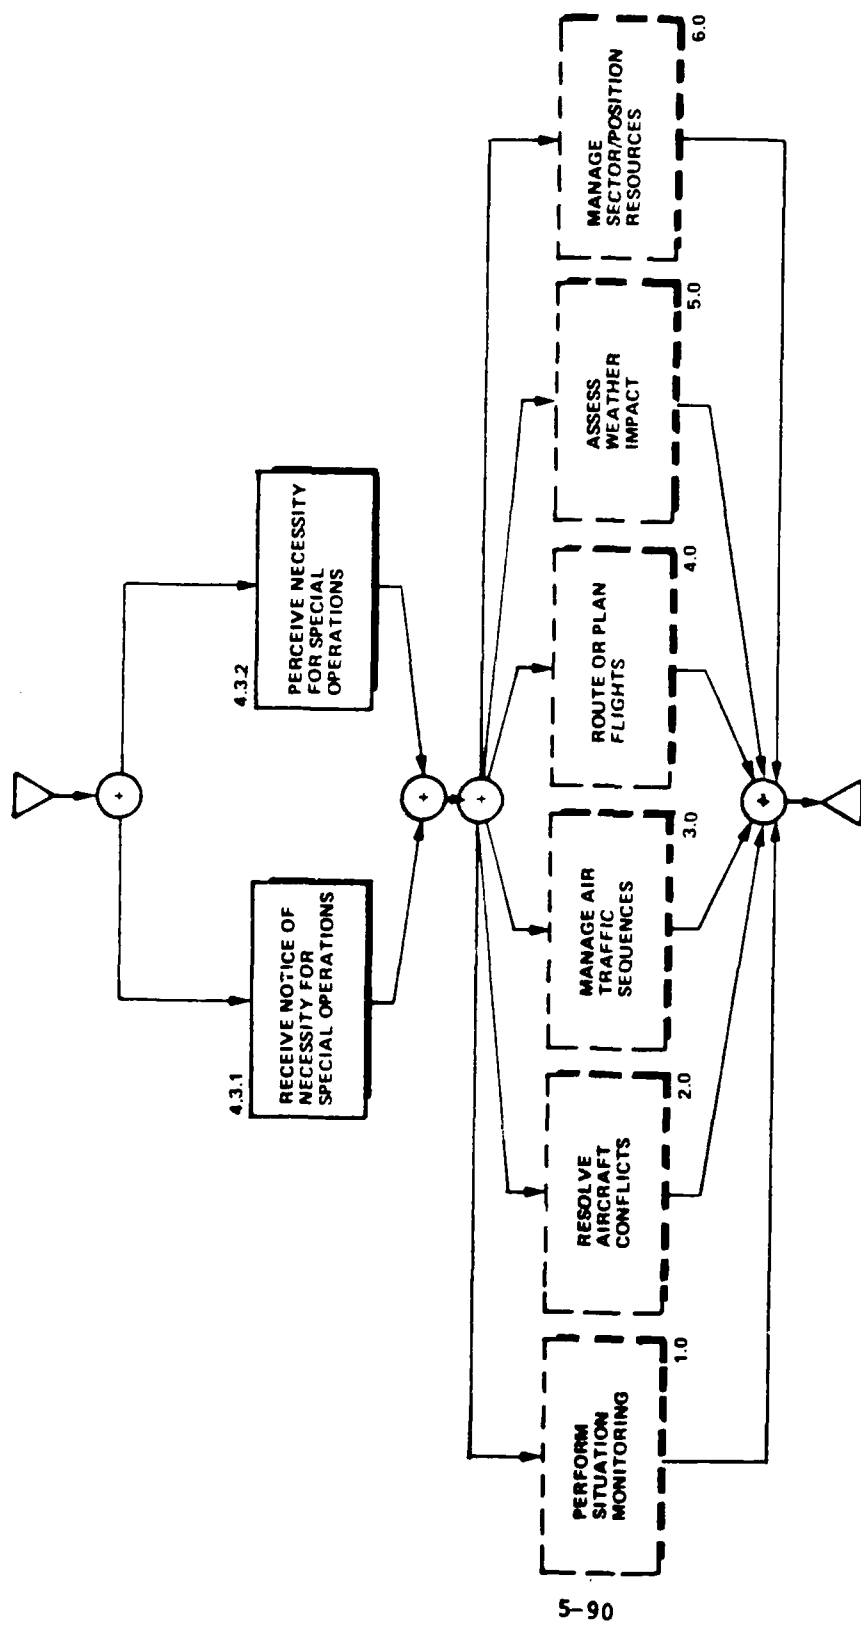 4.3.1
RECEIVE NOTICE OF
NECESSITY FOR
SPECIAL OPERATIONS
4.3.2
PERCEIVE NECESSITY
FOR SPECIAL
OPERATIONS
+
+
+
PERFORM
SITUATION
MONITORING
1.0
RESOLVE
AIRCRAFT
CONFLICTS
2.0
MANAGE AIR
TRAFFIC
SEQUENCES
3.0
ROUTE OR PLAN
FLIGHTS
4.0
ASSESS
WEATHER
IMPACT
5.0
MANAGE
SECTOR/POSITION
RESOURCES
6.0
+
5-90